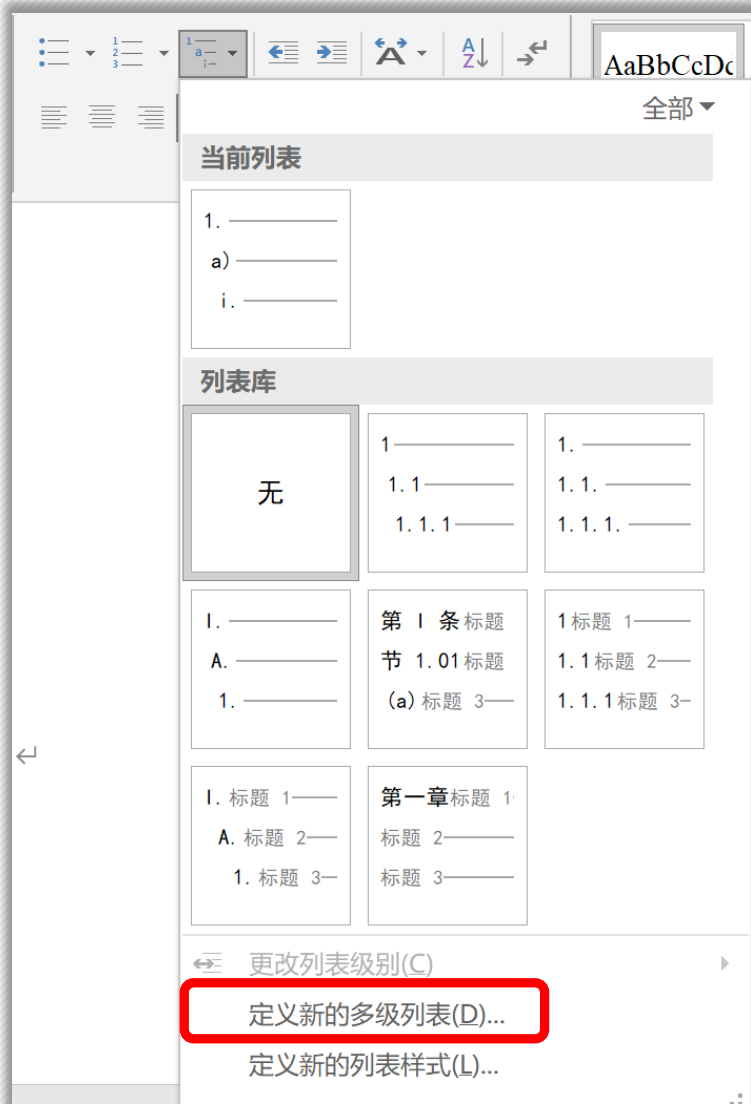 AaBbCcDc
全部
当前列表
1.
a)
i.
列表库
无
1
1.1
1.1.1
1.
1.1.
1.1.1.
I.
A.
1.
第 I 条标题
节 1.01标题
(a)标题 3
1标题 1
1.1标题 2
1.1.1标题 3
I.标题 1
A.标题 2
1.标题 3
第一章标题 1
标题 2
标题 3
更改列表级别(C)
定义新的多级列表(D)...
定义新的列表样式(L)...